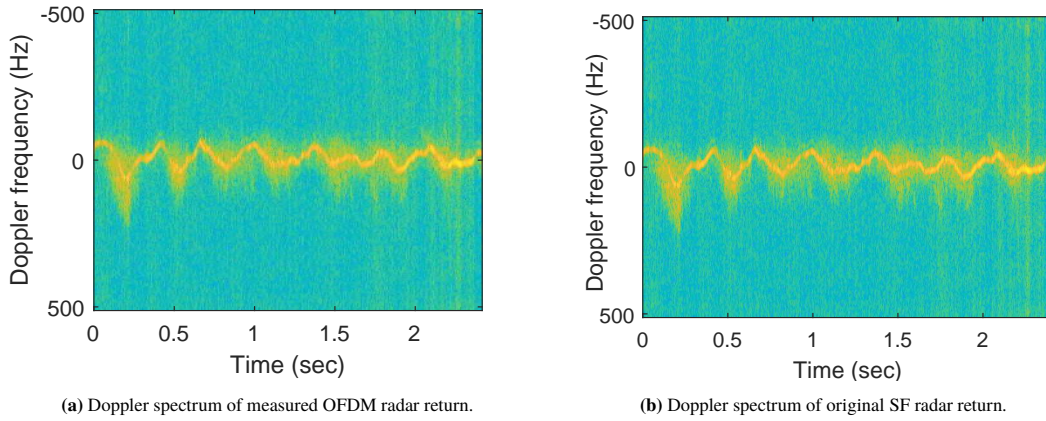 -500
0
500
Doppler frequency (Hz)
0 0.5 1 1.5 2
Time (sec)
(a) Doppler spectrum of measured OFDM radar return.
-500
0
500
Doppler frequency (Hz)
0 0.5 1 1.5 2
Time (sec)
(b) Doppler spectrum of original SF radar return.